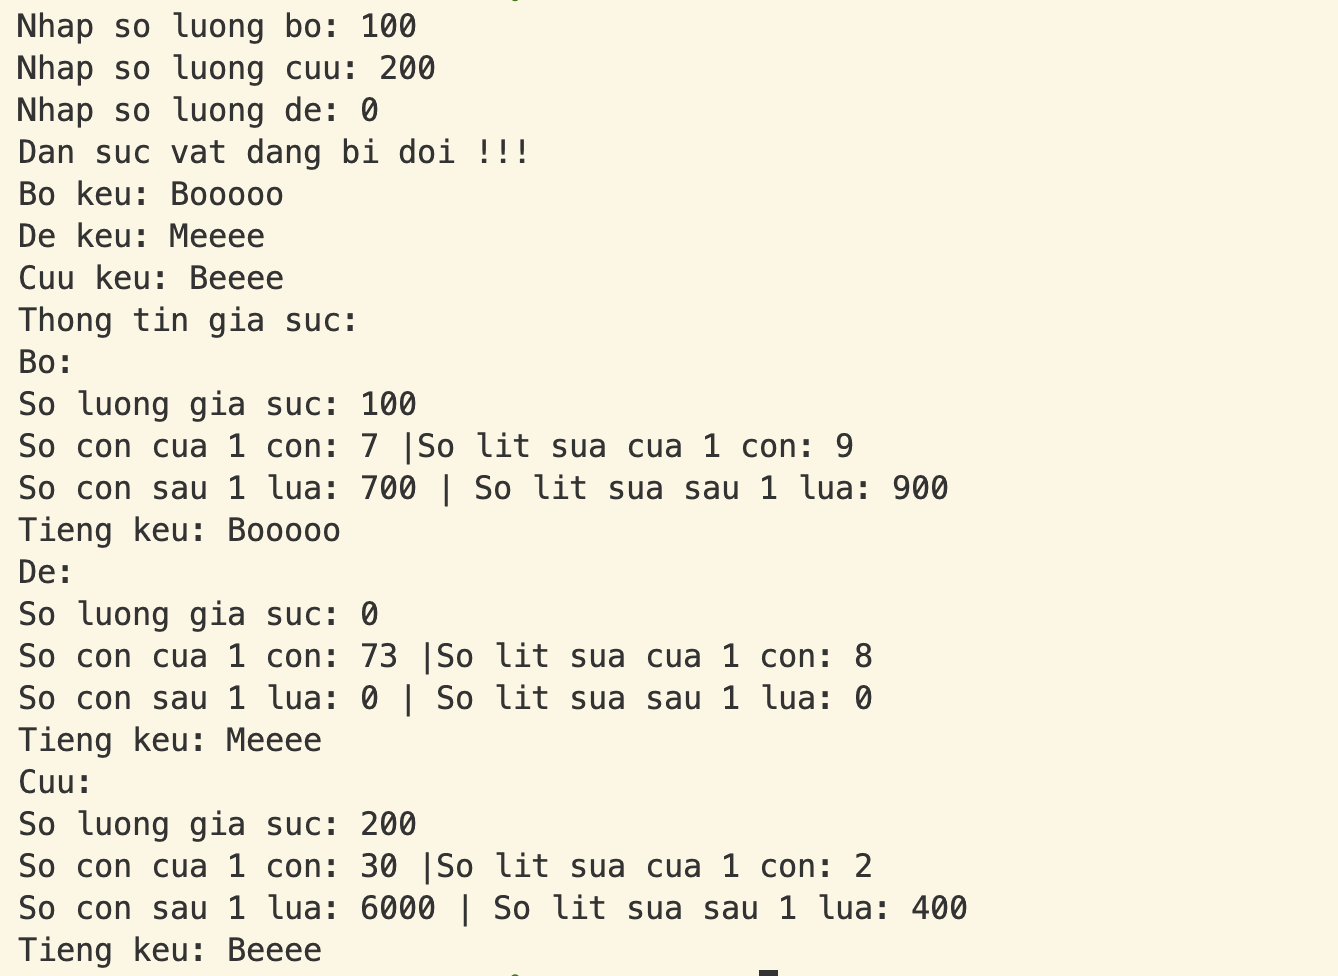 Nhap so luong bo: 100
Nhap so luong cuu: 200
Nhap so luong de: 0
Dan suc vat dang bi doi !!!
Bo keu: Booooo
De keu: Meeee
Cuu keu: Beeee
Thong tin gia suc:
Bo:
So luong gia suc: 100
So con cua 1 con: 7 |So lit sua cua 1 con: 9
So con sau 1 lua: 700 | So lit sua sau 1 lua: 900
Tieng keu: Booooo
De:
So luong gia suc: 0
So con cua 1 con: 73 |So lit sua cua 1 con: 8
So con sau 1 lua: 0 | So lit sua sau 1 lua: 0
Tieng keu: Meeee
Cuu:
So luong gia suc: 200
So con cua 1 con: 30 |So lit sua cua 1 con: 2
So con sau 1 lua: 6000 | So lit sua sau 1 lua: 400
Tieng keu: Beeee